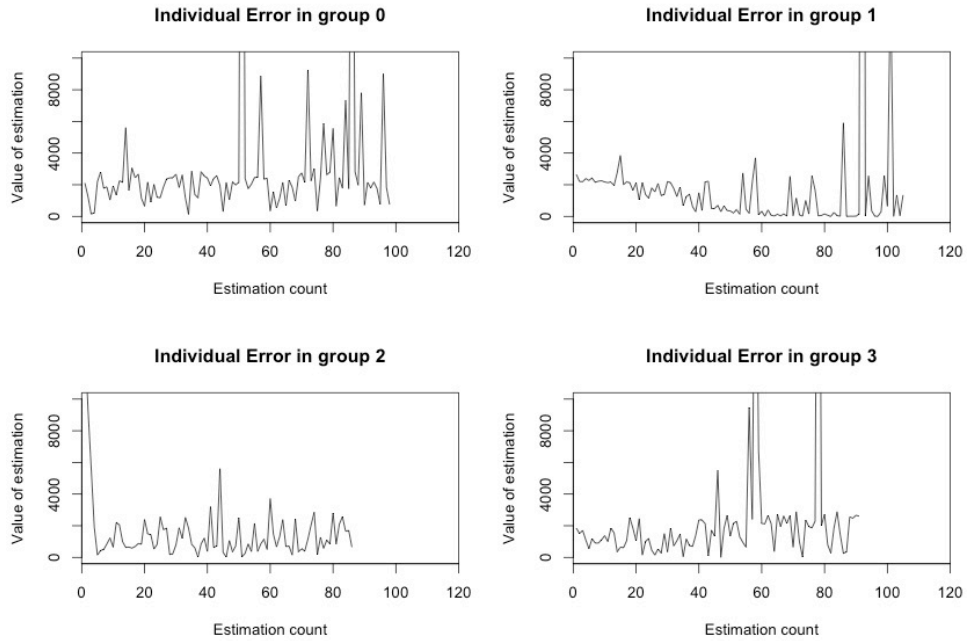 Individual Error in group 0
Value of estimation
8000
4000
0
0 20 40 60 80 100 120
Estimation count
Individual Error in group 1
Value of estimation
8000
4000
0
0 20 40 60 80 100 120
Estimation count
Individual Error in group 2
Value of estimation
8000
4000
0
0 20 40 60 80 100 120
Estimation count
Individual Error in group 3
Value of estimation
8000
4000
0
0 20 40 60 80 100 120
Estimation count